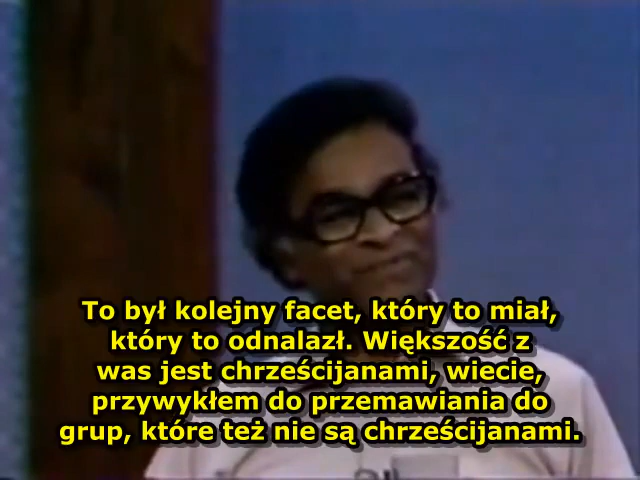 To był kolejny facet, który to miał,
który to odnalazł. Większość z
was jest chrześcijanami, wiecie,
przywykłem do przemawiania do
grup, które też nie są chrześcijanami.